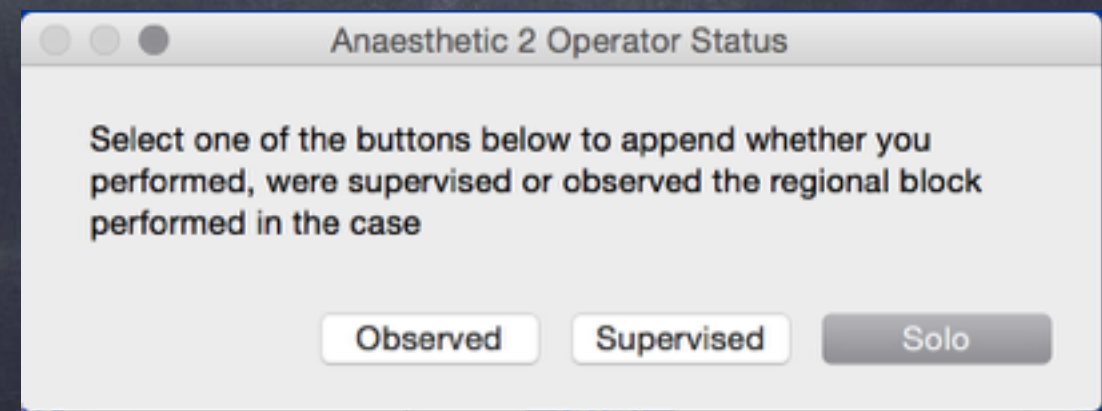 Anaesthetic 2 Operator Status
Select one of the buttons below to append whether you
performed, were supervised or observed the regional block
performed in the case
Observed Supervised Solo